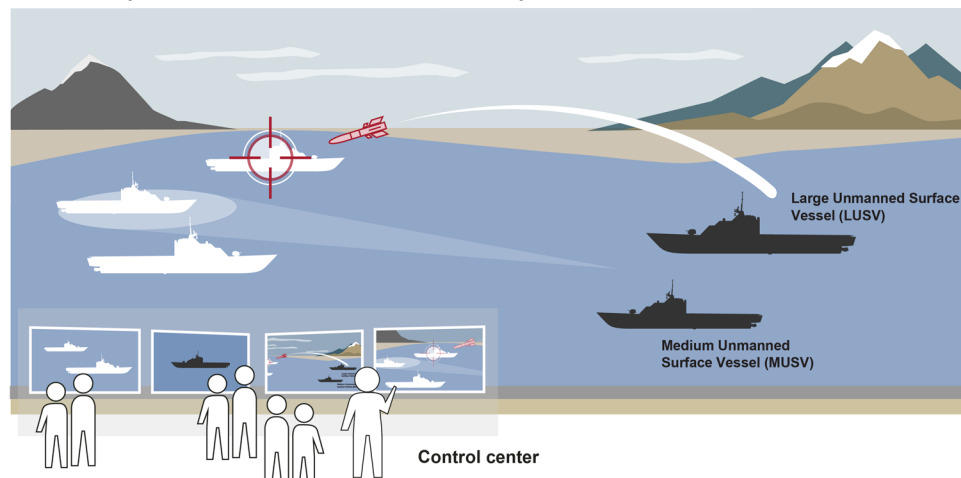 Large Unmanned Surface
Vessel (LUSV)
Medium Unmanned
Surface Vessel (MUSV)
Control center